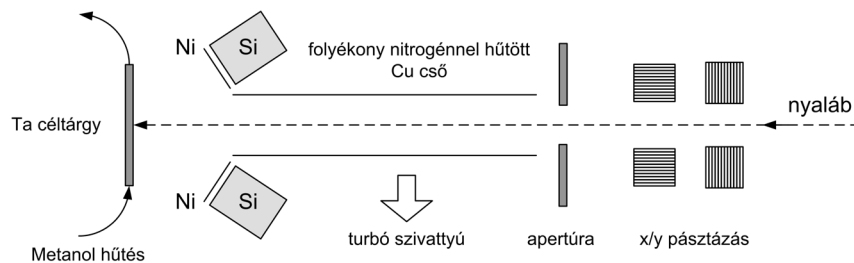 Ni
Si
folyékony nitrogénnel hűtött
Cu cső
nyaláb
Ta céltárgy
Ni
Si
Metanol hűtés
turbó szivattyú
apertúra
x/y pásztázás